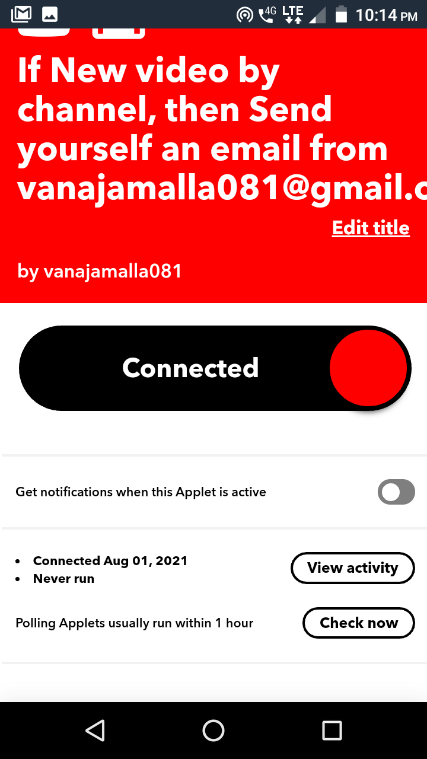 4G LTE 10:14 PM
If New video by
channel, then Send
yourself an email from
vanajamalla081@gmail.c
Edit title
by vanajamalla081
Connected
Get notifications when this Applet is active
• Connected Aug 01, 2021
• Never run
View activity
Polling Applets usually run within 1 hour
Check now